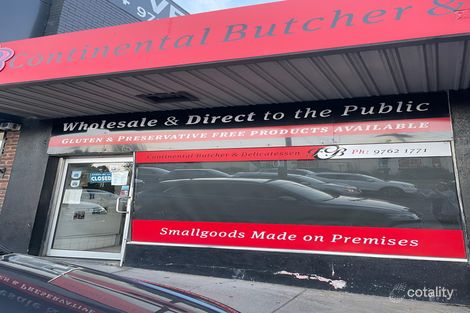 Continental Butcher &
Wholesale & Direct to the Public
GLUTEN & PRESERVATIVE FREE PRODUCTS AVAILABLE
Continental Butcher & Delicatessen CB Ph: 9762 1771
CLOSED
Smallgoods Made on Premises
cotality